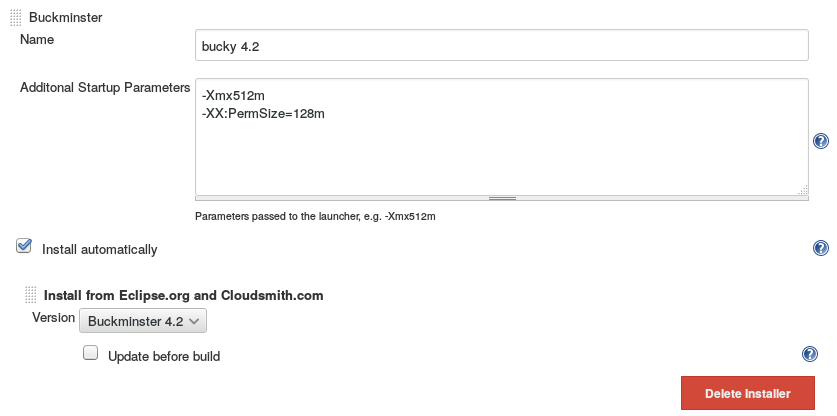 Buckminster
Name
bucky 4.2
Additonal Startup Parameters
-Xmx512m
-XX:PermSize=128m
?
Parameters passed to the launcher, e.g. -Xmx512m
Install automatically
?
Install from Eclipse.org and Cloudsmith.com
Version
Buckminster 4.2
Update before build
?
Delete Installer